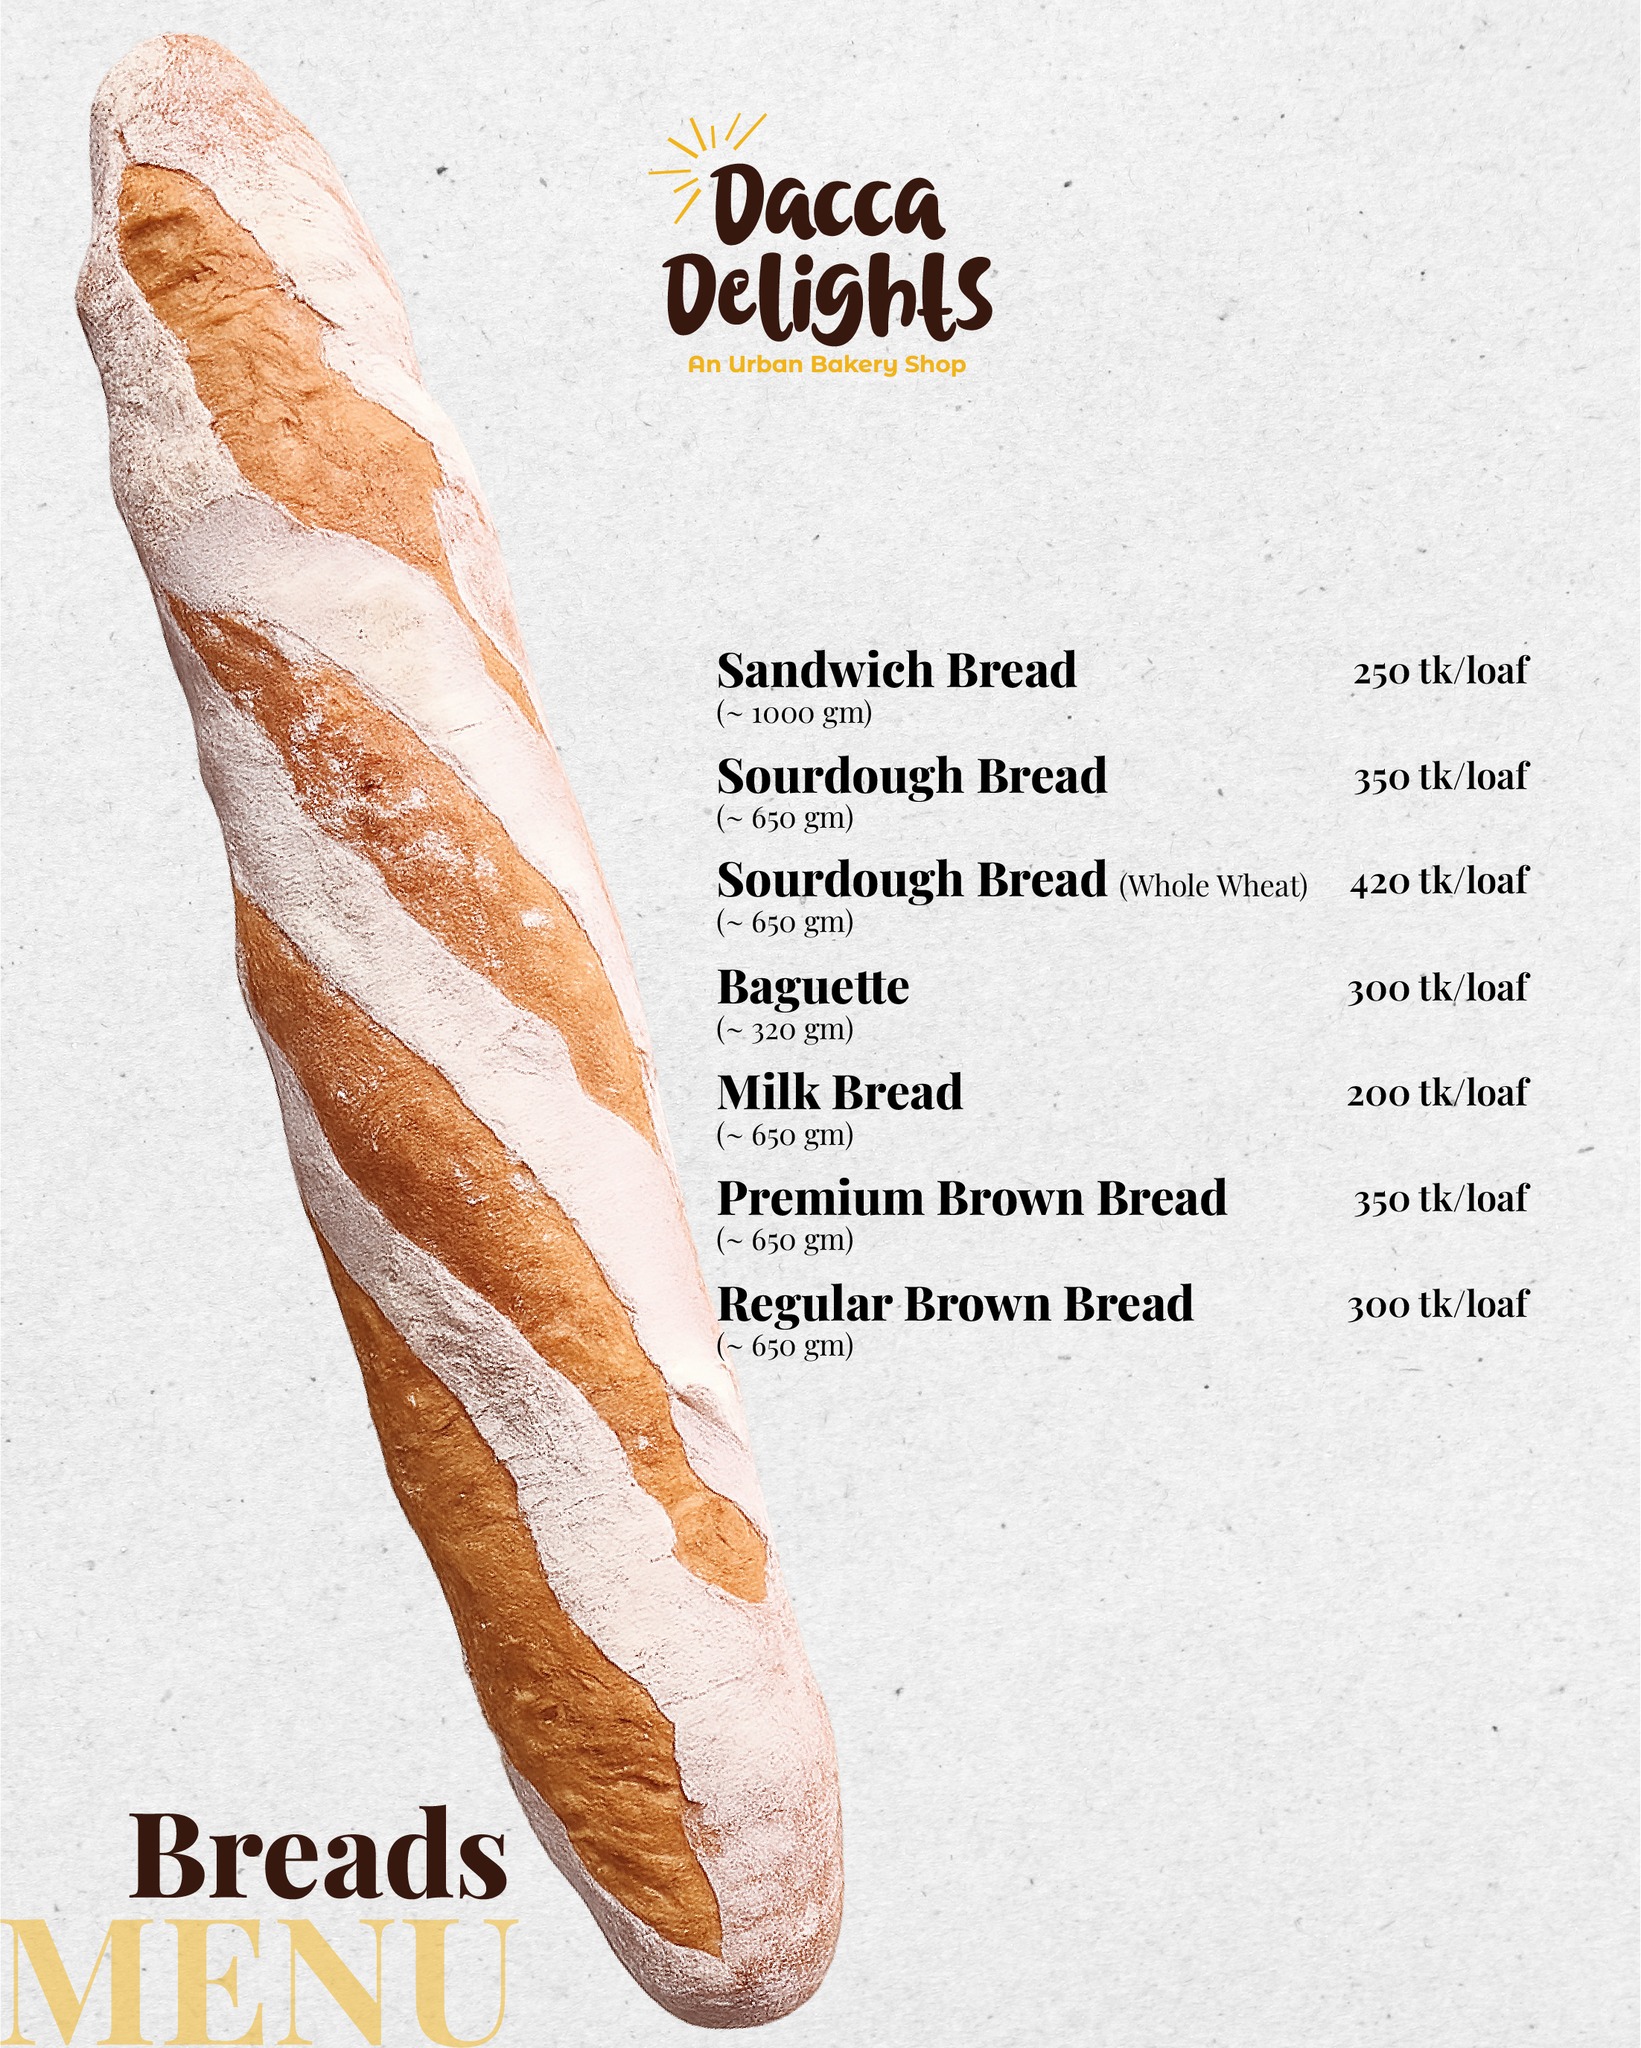 Dacca
Delights
An Urban Bakery Shop
Sandwich Bread 250 tk/loaf
(~ 1000 gm)
Sourdough Bread 350 tk/loaf
(~ 650 gm)
Sourdough Bread (Whole Wheat) 420 tk/loaf
(~ 650 gm)
Baguette 300 tk/loaf
(~ 320 gm)
Milk Bread 200 tk/loaf
(~ 650 gm)
Premium Brown Bread 350 tk/loaf
(~ 650 gm)
Regular Brown Bread 300 tk/loaf
(~ 650 gm)
Breads
MENU